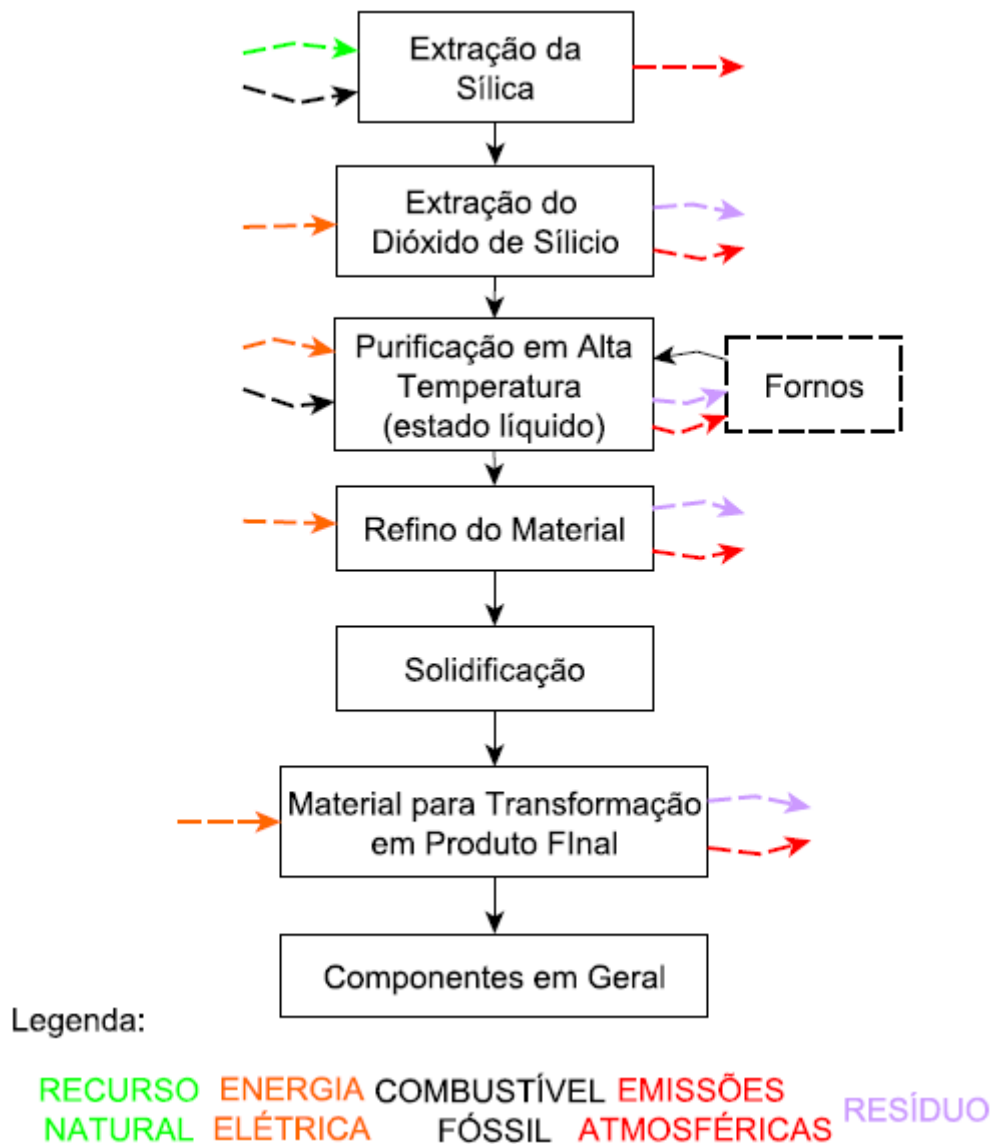 Extração da
Sílica
Extração do
Dióxido de Sílicio
Purificação em Alta
Temperatura
(estado líquido)
Fornos
Refino do Material
Solidificação
Material para Transformação
em Produto FInal
Componentes em Geral
Legenda:
RECURSO
NATURAL
ENERGIA
ELÉTRICA
COMBUSTÍVEL
FÓSSIL
EMISSÕES
ATMOSFÉRICAS
RESÍDUO